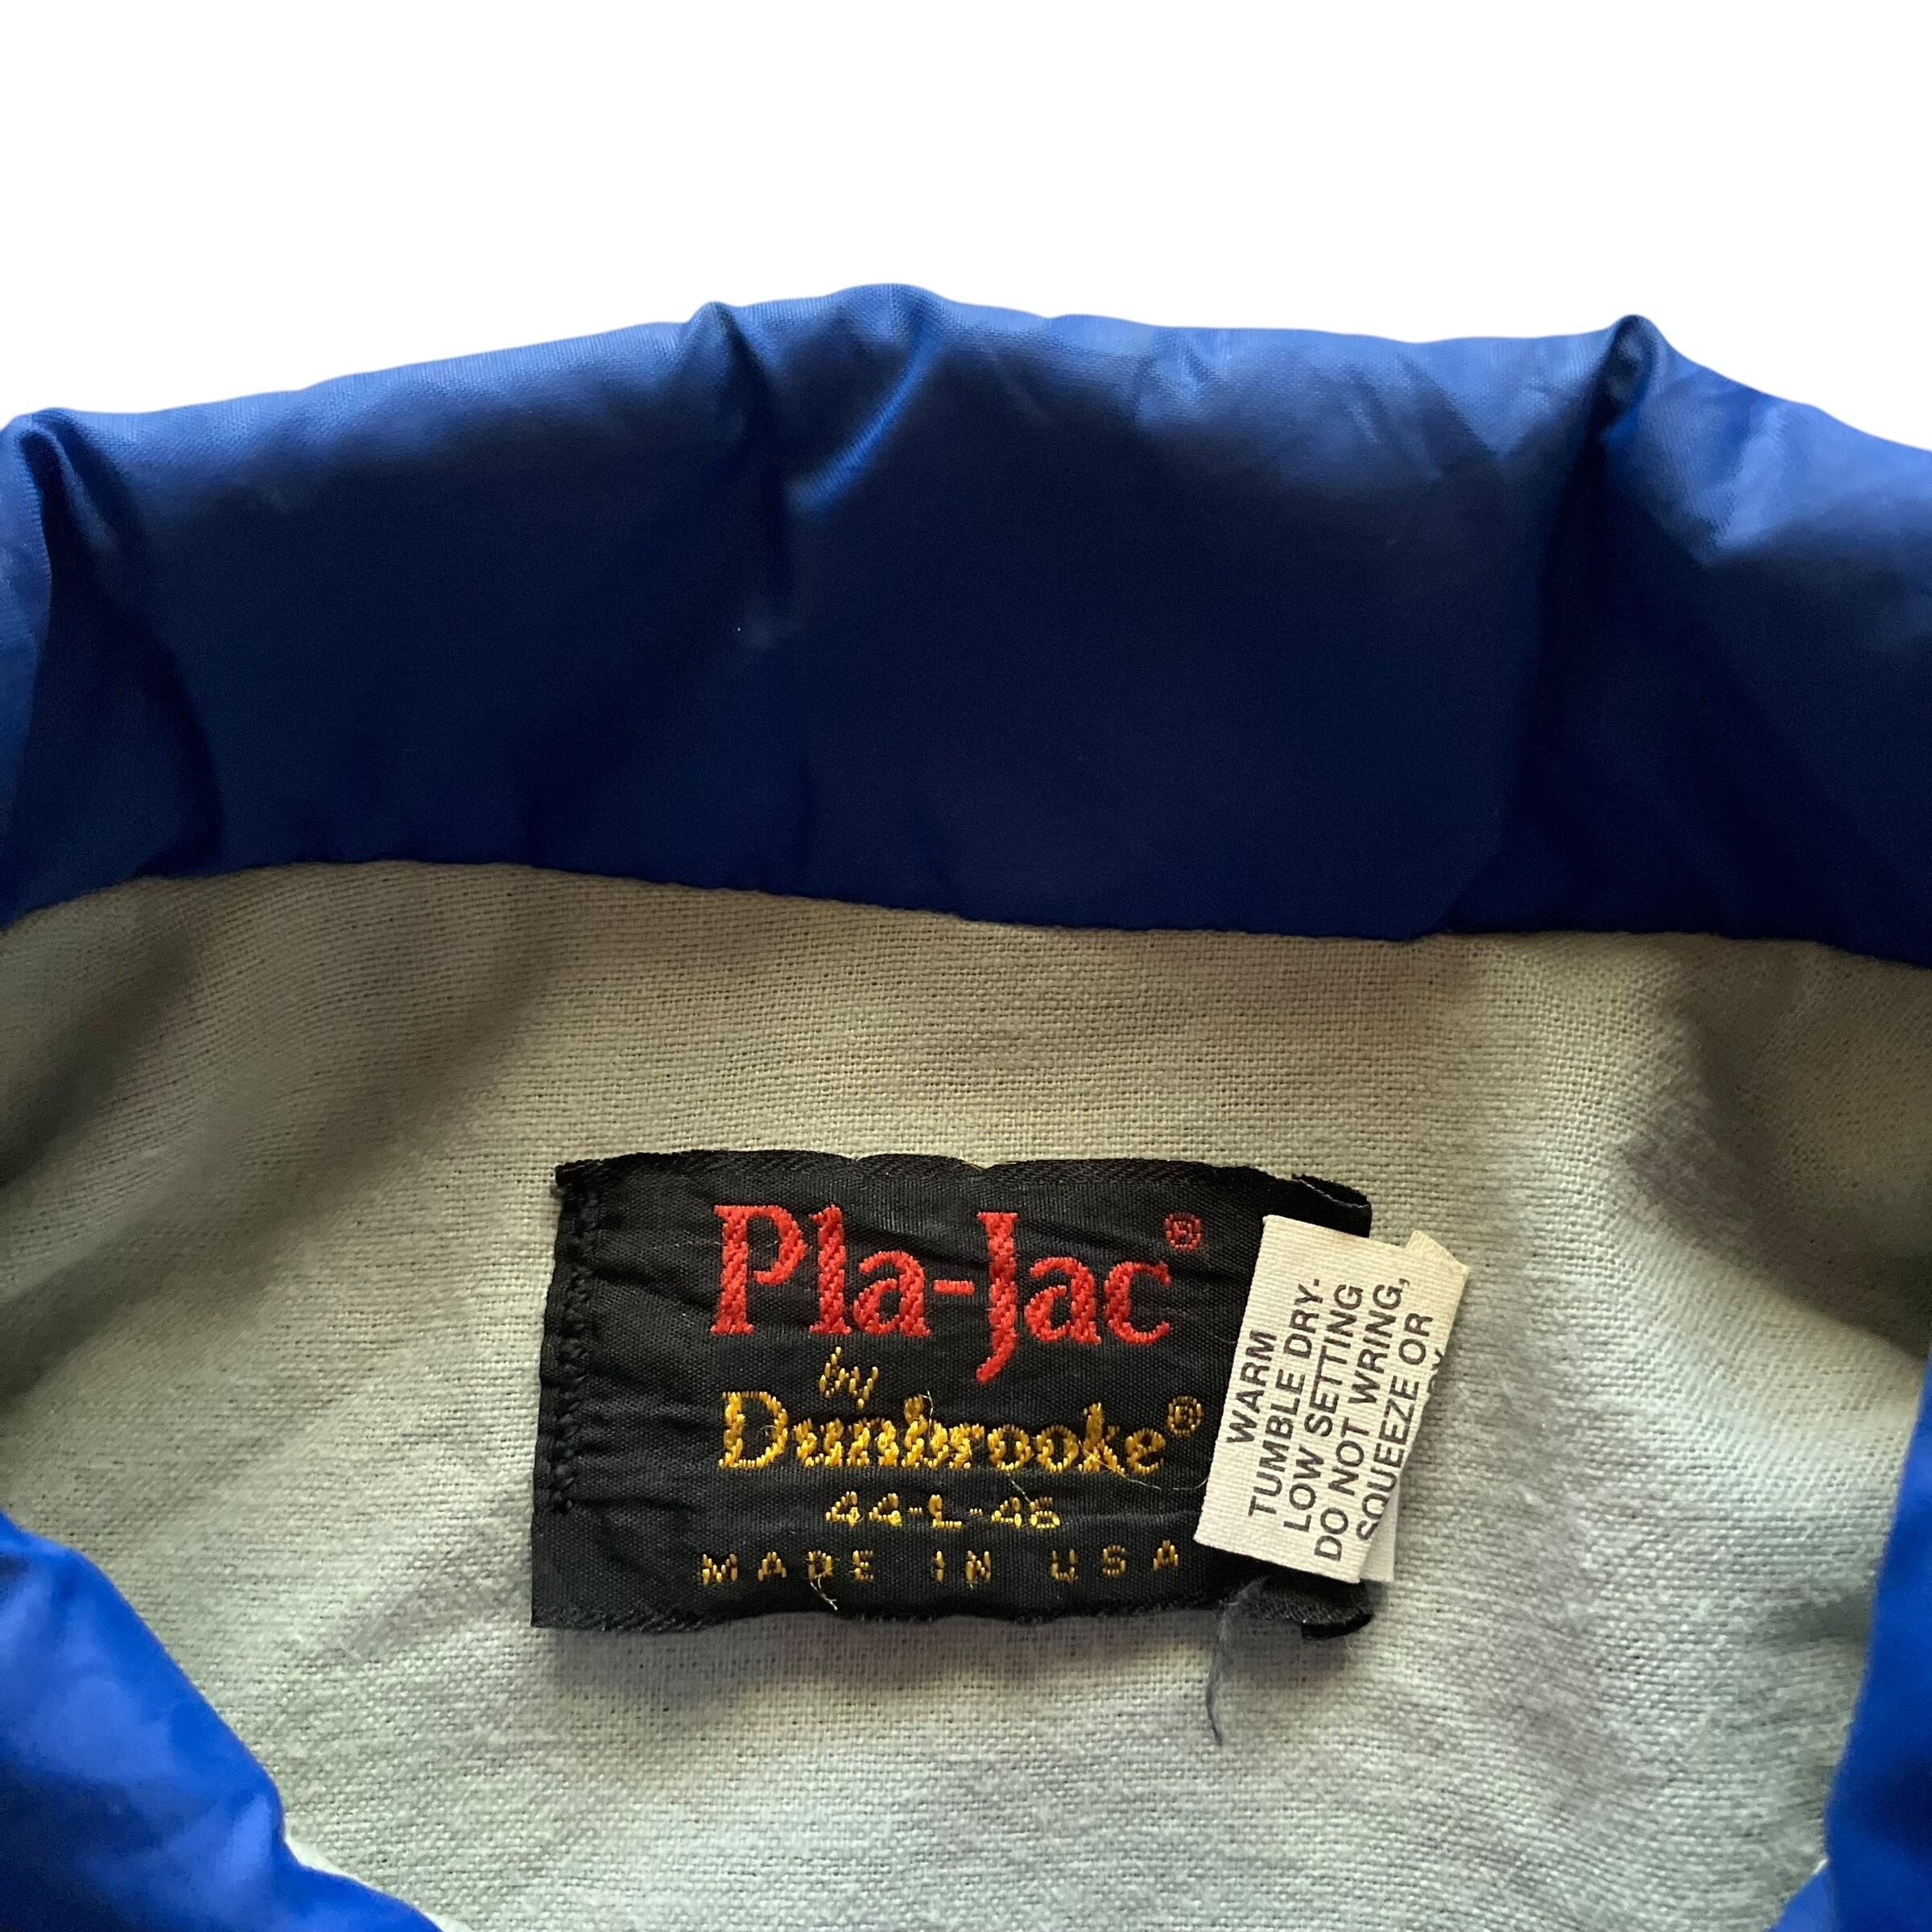 Pla-Jac®
by
Dunbrooke®
44-L-46
MADE IN USA
WARM
TUMBLE DRY-
LOW SETTING
DO NOT WRING,
SQUEEZE OR